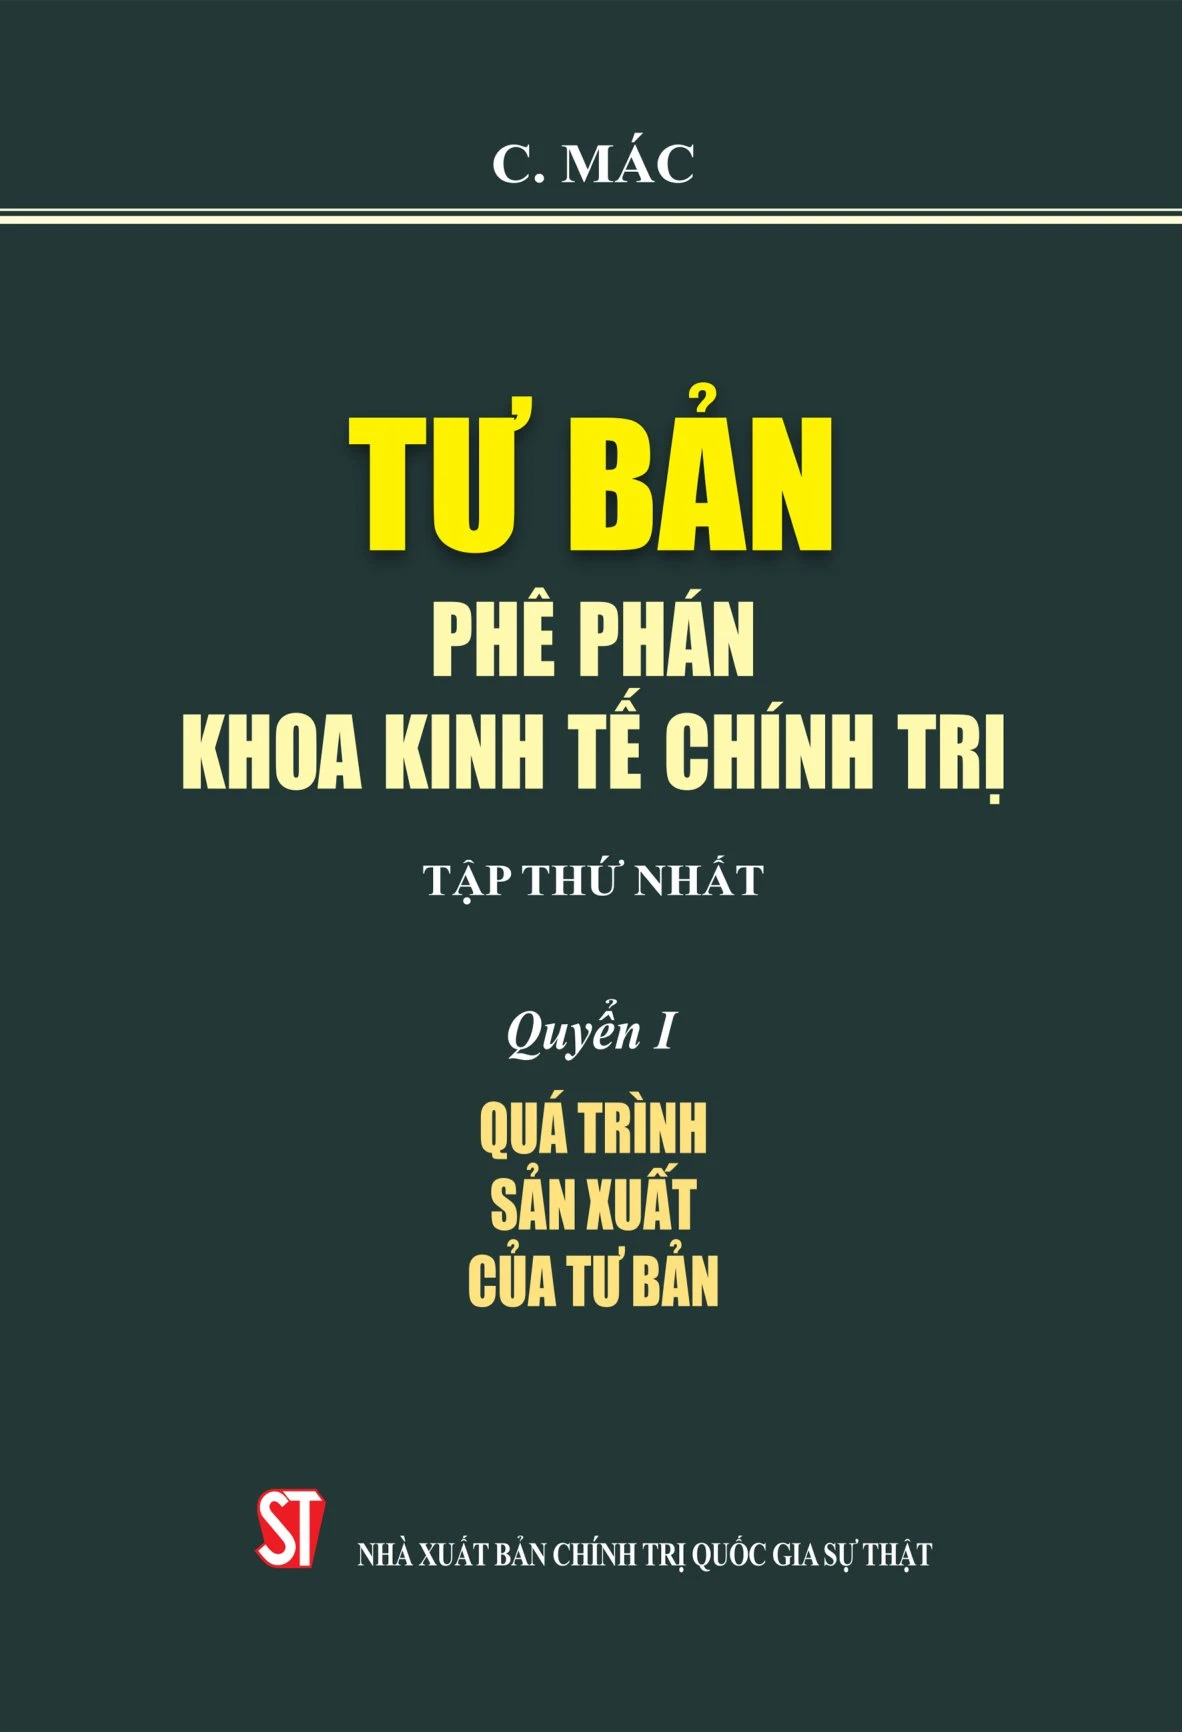 C. MÁC
TƯ BẢN
PHÊ PHÁN
KHOA KINH TẾ CHÍNH TRỊ
TẬP THỨ NHẤT
Quyển I
QUÁ TRÌNH
SẢN XUẤT
CỦA TƯ BẢN
ST
NHÀ XUẤT BẢN CHÍNH TRỊ QUỐC GIA SỰ THẬT